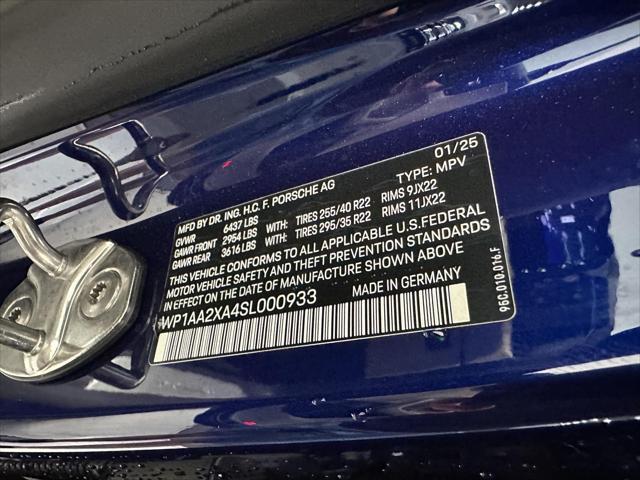 MFD BY DR. ING. H.C. F. PORSCHE AG 01/25
GVWR 6437 LBS TYPE: MPV
GAWR FRONT 2954 LBS WITH: TIRES 255/40 R22 RIMS 9JX22
GAWR REAR 3616 LBS WITH: TIRES 295/35 R22 RIMS 11JX22
THIS VEHICLE CONFORMS TO ALL APPLICABLE U.S.FEDERAL
MOTOR VEHICLE SAFETY AND THEFT PREVENTION STANDARDS
IN EFFECT ON THE DATE OF MANUFACTURE SHOWN ABOVE
WP1AA2XA4SL000933 MADE IN GERMANY
95C.010.016.F